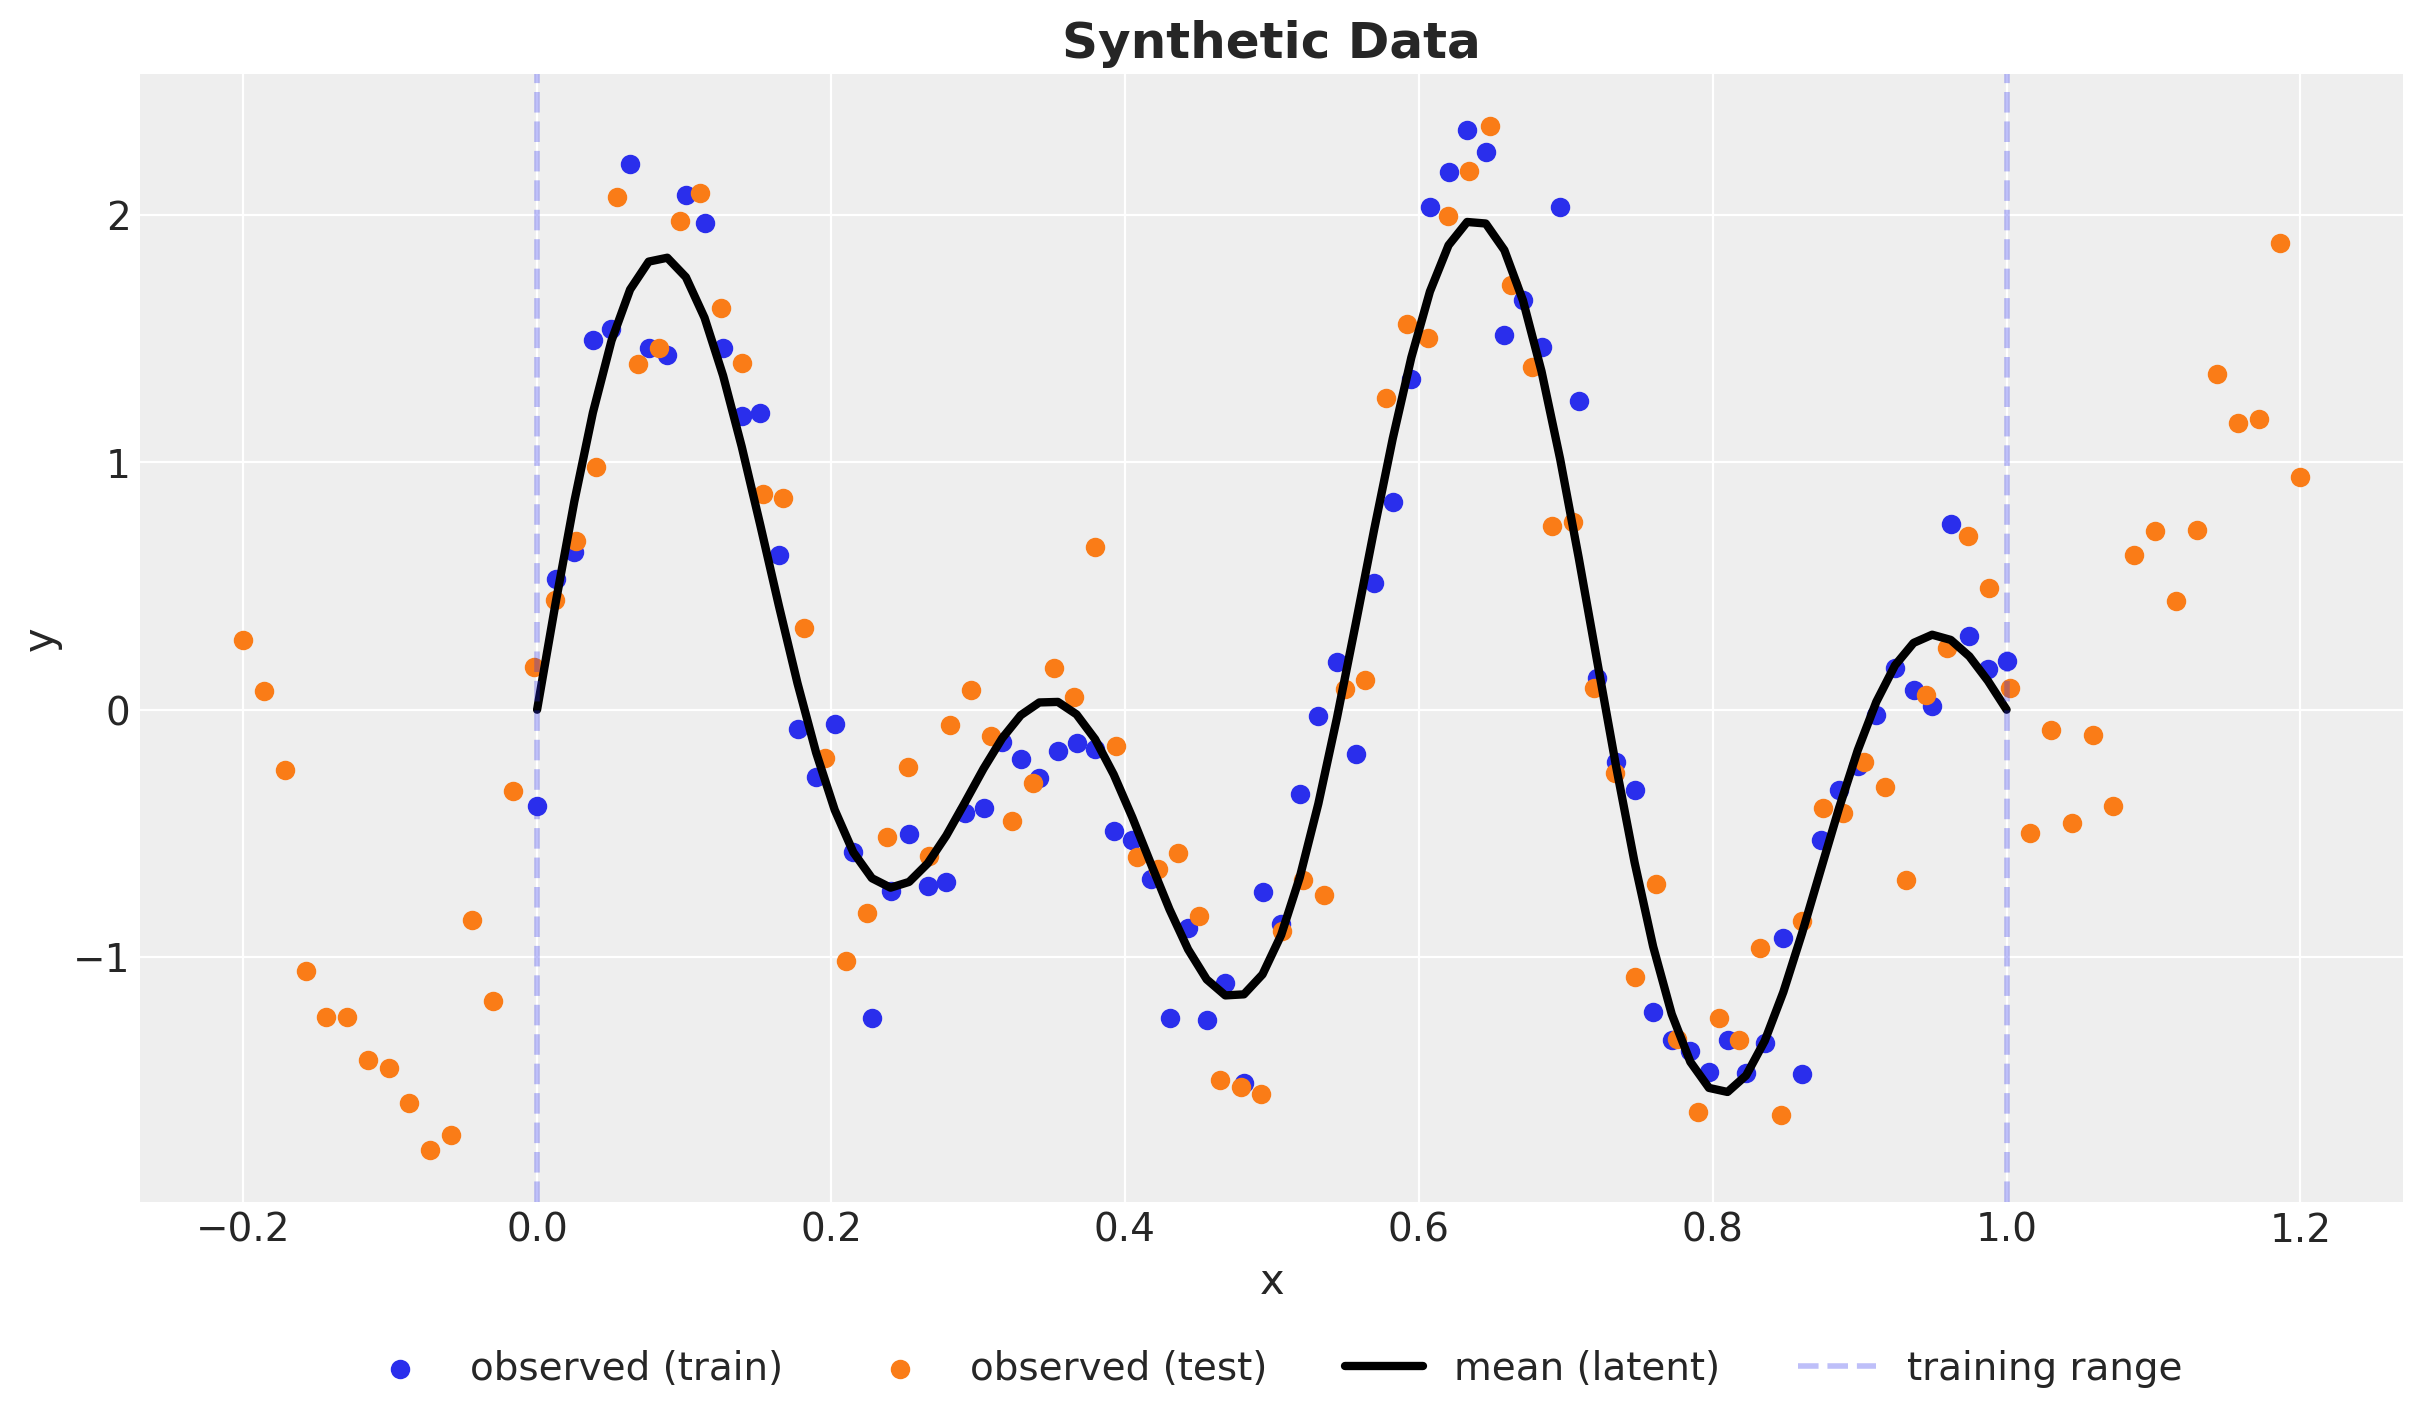 Synthetic Data
y
2
1
0
−1
−0.2 0.0 0.2 0.4 0.6 0.8 1.0 1.2
x
observed (train) observed (test) mean (latent) training range